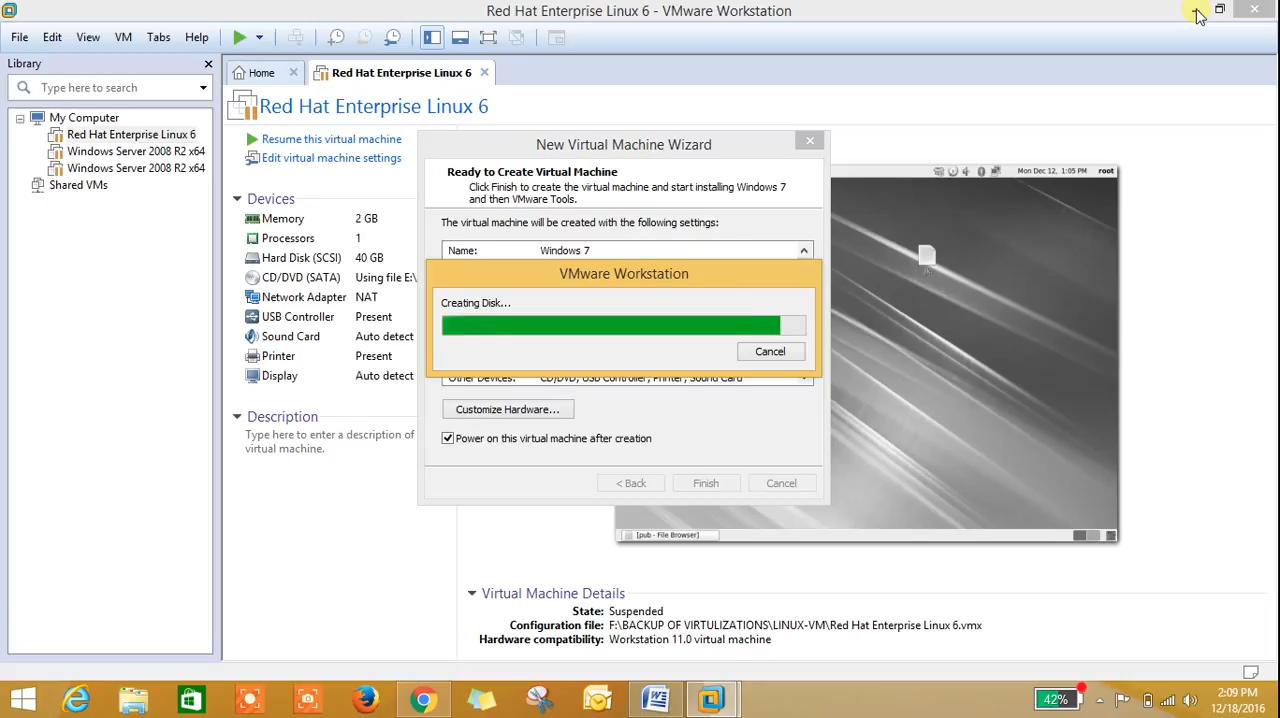 Red Hat Enterprise Linux 6 - VMware Workstation
File Edit View VM Tabs Help
Library
Home
Red Hat Enterprise Linux 6
Type here to search
My Computer
Red Hat Enterprise Linux 6
Windows Server 2008 R2 x64
Windows Server 2008 R2 x64
Shared VMs
Red Hat Enterprise Linux 6
Resume this virtual machine
Edit virtual machine settings
Devices
Memory 2 GB
Processors 1
Hard Disk (SCSI) 40 GB
CD/DVD (SATA) Using file E:\
Network Adapter NAT
USB Controller Present
Sound Card Auto detect
Printer Present
Display Auto detect
Description
Type here to enter a description of
virtual machine.
New Virtual Machine Wizard
Ready to Create Virtual Machine
Click Finish to create the virtual machine and start installing Windows 7
and then VMware Tools.
The virtual machine will be created with the following settings:
Name: Windows 7
VMware Workstation
Creating Disk...
Cancel
Other Devices: CD/DVD, USB Controller, Printer, Sound Card
Customize Hardware...
Power on this virtual machine after creation
< Back Finish Cancel
Mon Dec 12, 1:05 PM root
[pub - File Browser]
Virtual Machine Details
State: Suspended
Configuration file: F:\BACKUP OF VIRTULIZATIONS\LINUX-VM\Red Hat Enterprise Linux 6.vmx
Hardware compatibility: Workstation 11.0 virtual machine
42%
2:09 PM
12/18/2016